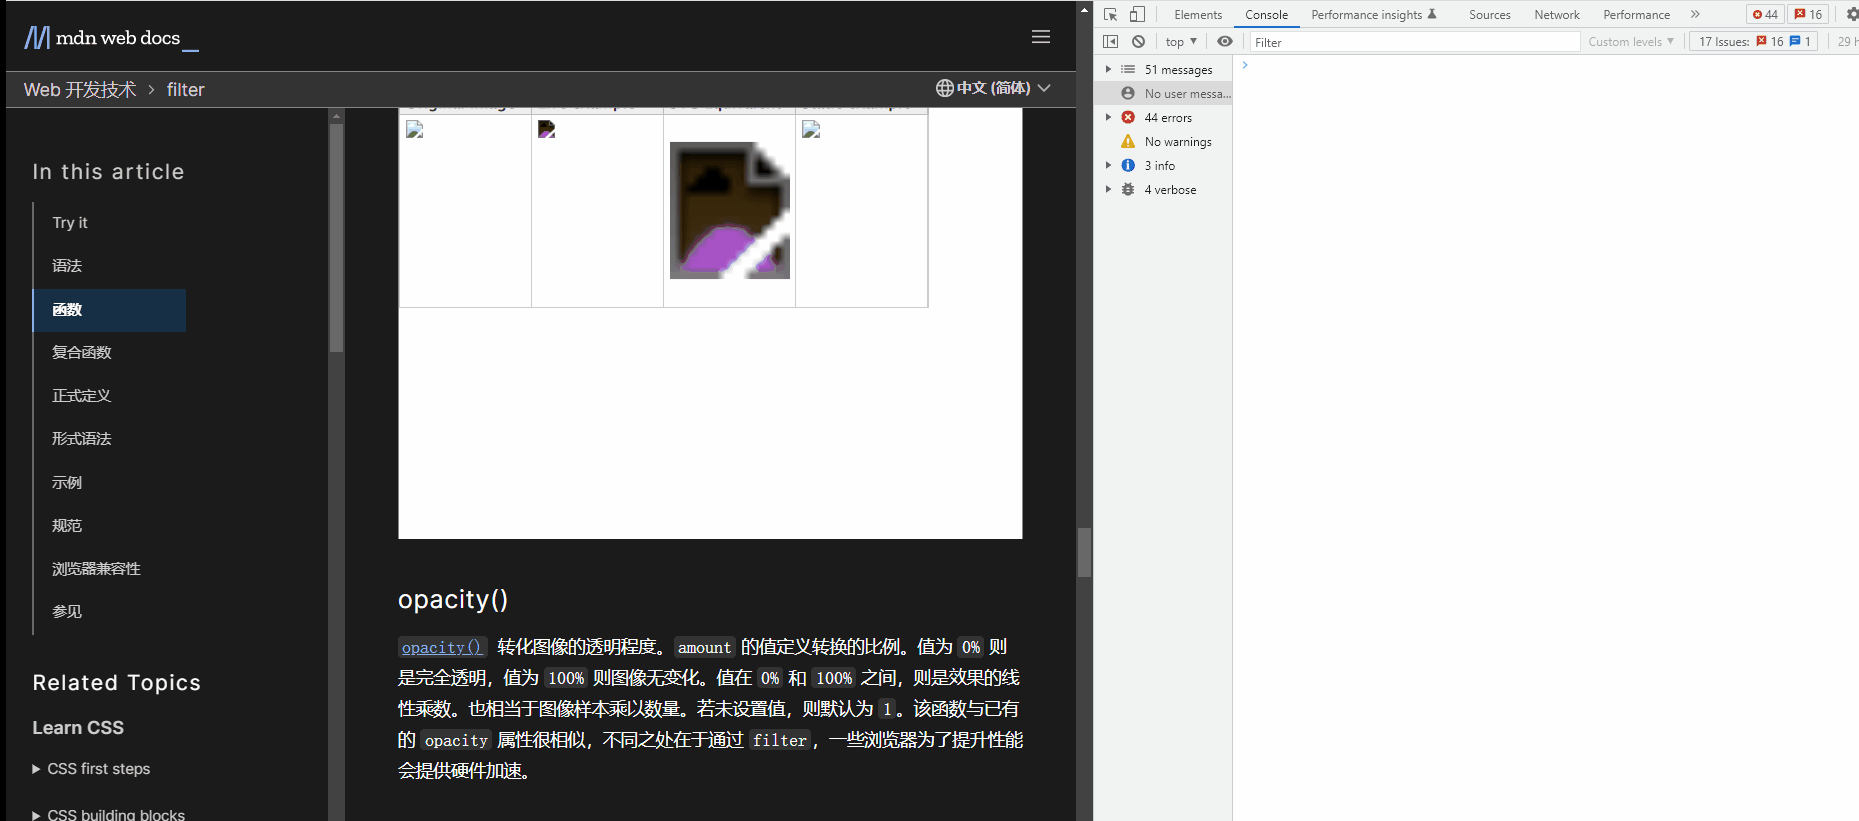 mdn web docs_
Web 开发技术 > filter
中文 (简体)
In this article
Try it
语法
函数
复合函数
正式定义
形式语法
示例
规范
浏览器兼容性
参见
Related Topics
Learn CSS
CSS first steps
CSS building blocks
opacity()
opacity() 转化图像的透明程度。amount 的值定义转换的比例。值为 0% 则
是完全透明，值为 100% 则图像无变化。值在 0% 和 100% 之间，则是效果的线
性乘数。也相当于图像样本乘以数量。若未设置值，则默认为 1。该函数与已有
的 opacity 属性很相似，不同之处在于通过 filter，一些浏览器为了提升性能
会提供硬件加速。
Elements Console Performance insights Sources Network Performance » 44 16
top Filter Custom levels 17 Issues: 16 1 29 h
51 messages
No user messa...
44 errors
No warnings
3 info
4 verbose